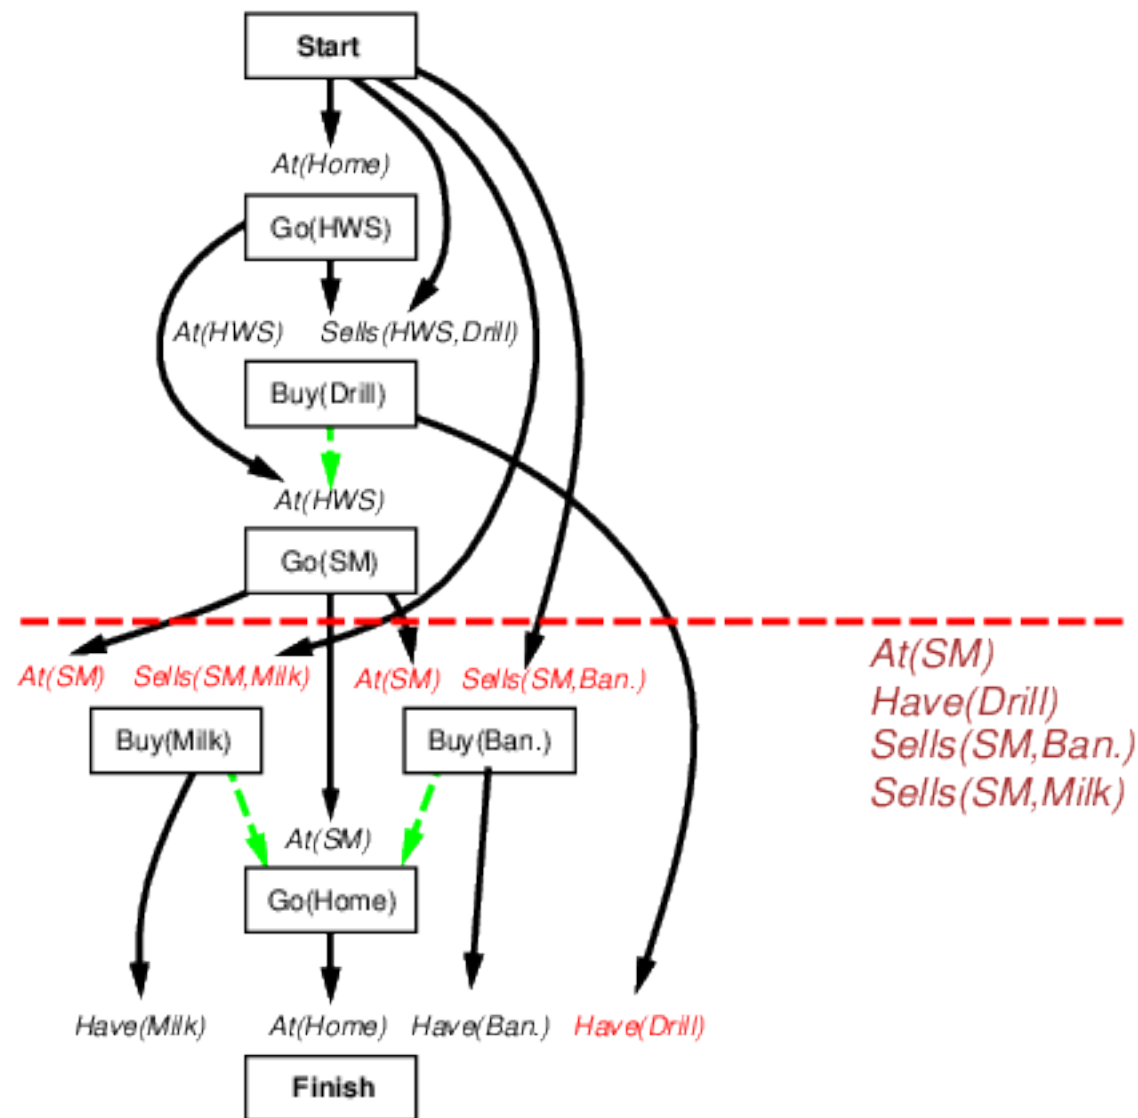 Start
At(Home)
Go(HWS)
At(HWS) Sells(HWS,Drill)
Buy(Drill)
At(HWS)
Go(SM)
At(SM) Sells(SM,Milk) At(SM) Sells(SM,Ban.)
Buy(Milk) Buy(Ban.)
At(SM)
Go(Home)
Have(Milk) At(Home) Have(Ban.) Have(Drill)
Finish
At(SM)
Have(Drill)
Sells(SM,Ban.)
Sells(SM,Milk)